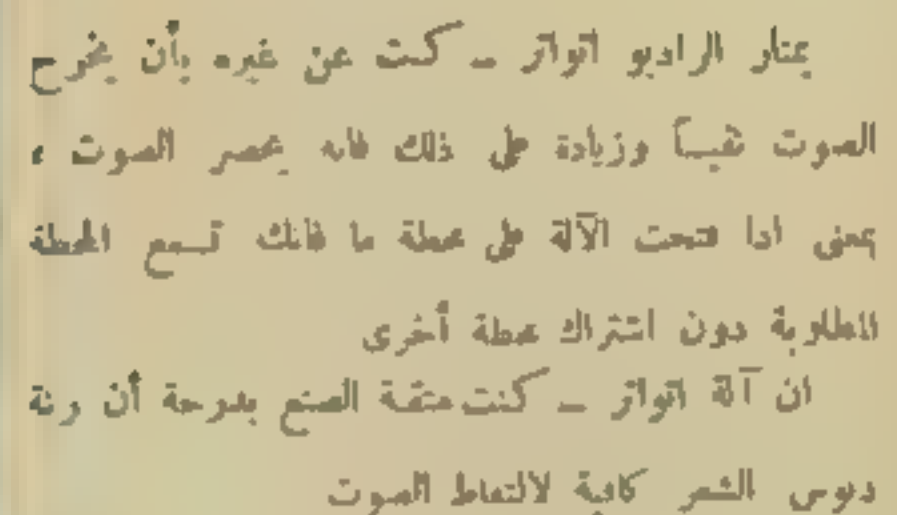 يمتاز الراديو اتواتر ــ كنت عن غيره بأن يخرج
الصوت نقياً وزيادة على ذلك فانه يحصر الصوت ،
بمعنى اذا فتحت الآلة على محطة ما فانك تسمع المحطة
المطلوبة دون اشتراك محطة أخرى
ان آلة اتواتر ــ كنت متقنة الصنع بدرجة أن رنة
دبوس الشعر كافية لالتقاط الصوت